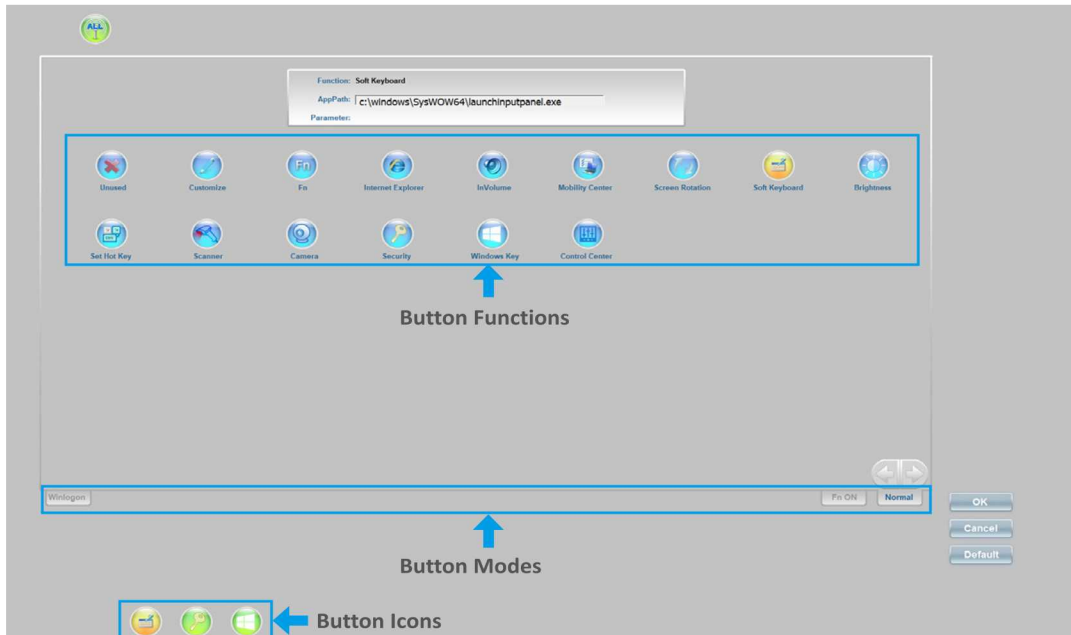 ALL
Function: Soft Keyboard
AppPath: c:\windows\SysWOW64\launchinputpanel.exe
Parameter:
Unused Customize Fn Internet Explorer InVolume Mobility Center Screen Rotation Soft Keyboard Brightness
Fn
Set Hot Key Scanner Camera Security Windows Key Control Center
Button Functions
Winlogon Fn ON Normal
OK
Cancel
Default
Button Modes
Button Icons